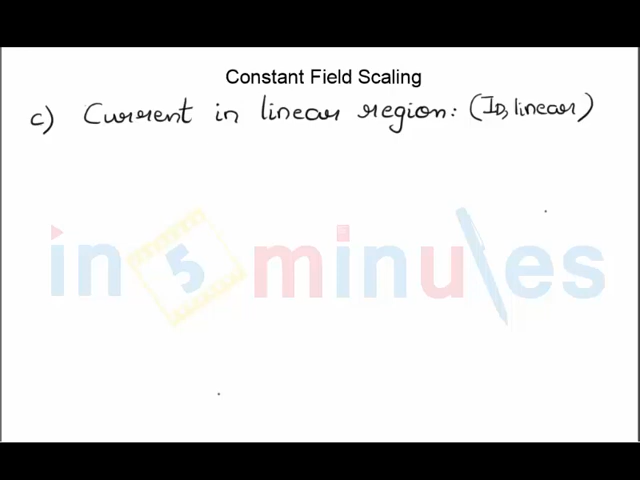 Constant Field Scaling
c) Current in linear region: (ID, linear)
in 5 minutes